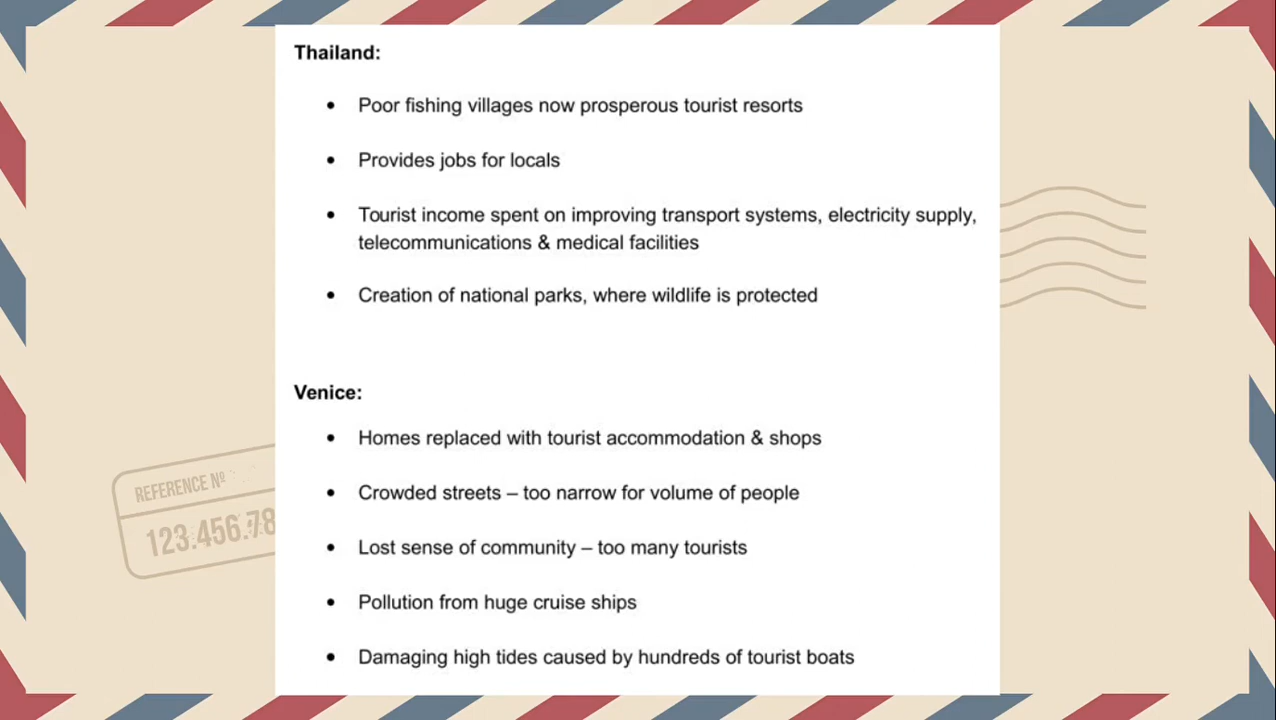 Thailand:
• Poor fishing villages now prosperous tourist resorts
• Provides jobs for locals
• Tourist income spent on improving transport systems, electricity supply,
telecommunications & medical facilities
• Creation of national parks, where wildlife is protected
Venice:
• Homes replaced with tourist accommodation & shops
• Crowded streets – too narrow for volume of people
• Lost sense of community – too many tourists
• Pollution from huge cruise ships
• Damaging high tides caused by hundreds of tourist boats
REFERENCE Nº
123.456.78